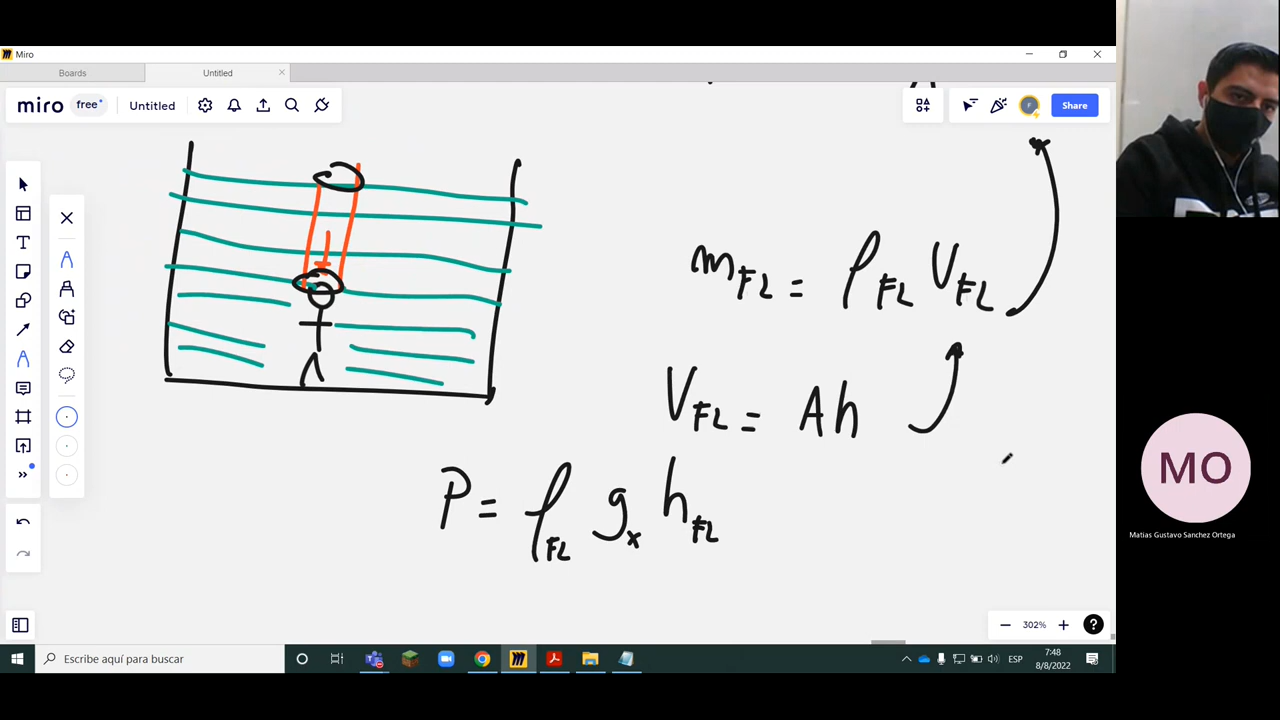 Miro
Boards
Untitled
miro free Untitled
Share
m_FL = ρ_FL V_FL
V_FL = Ah
P = ρ_FL g_x h_FL
MO
Matias Gustavo Sanchez Ortega
302%
Escribe aquí para buscar
ESP
7:48
8/8/2022